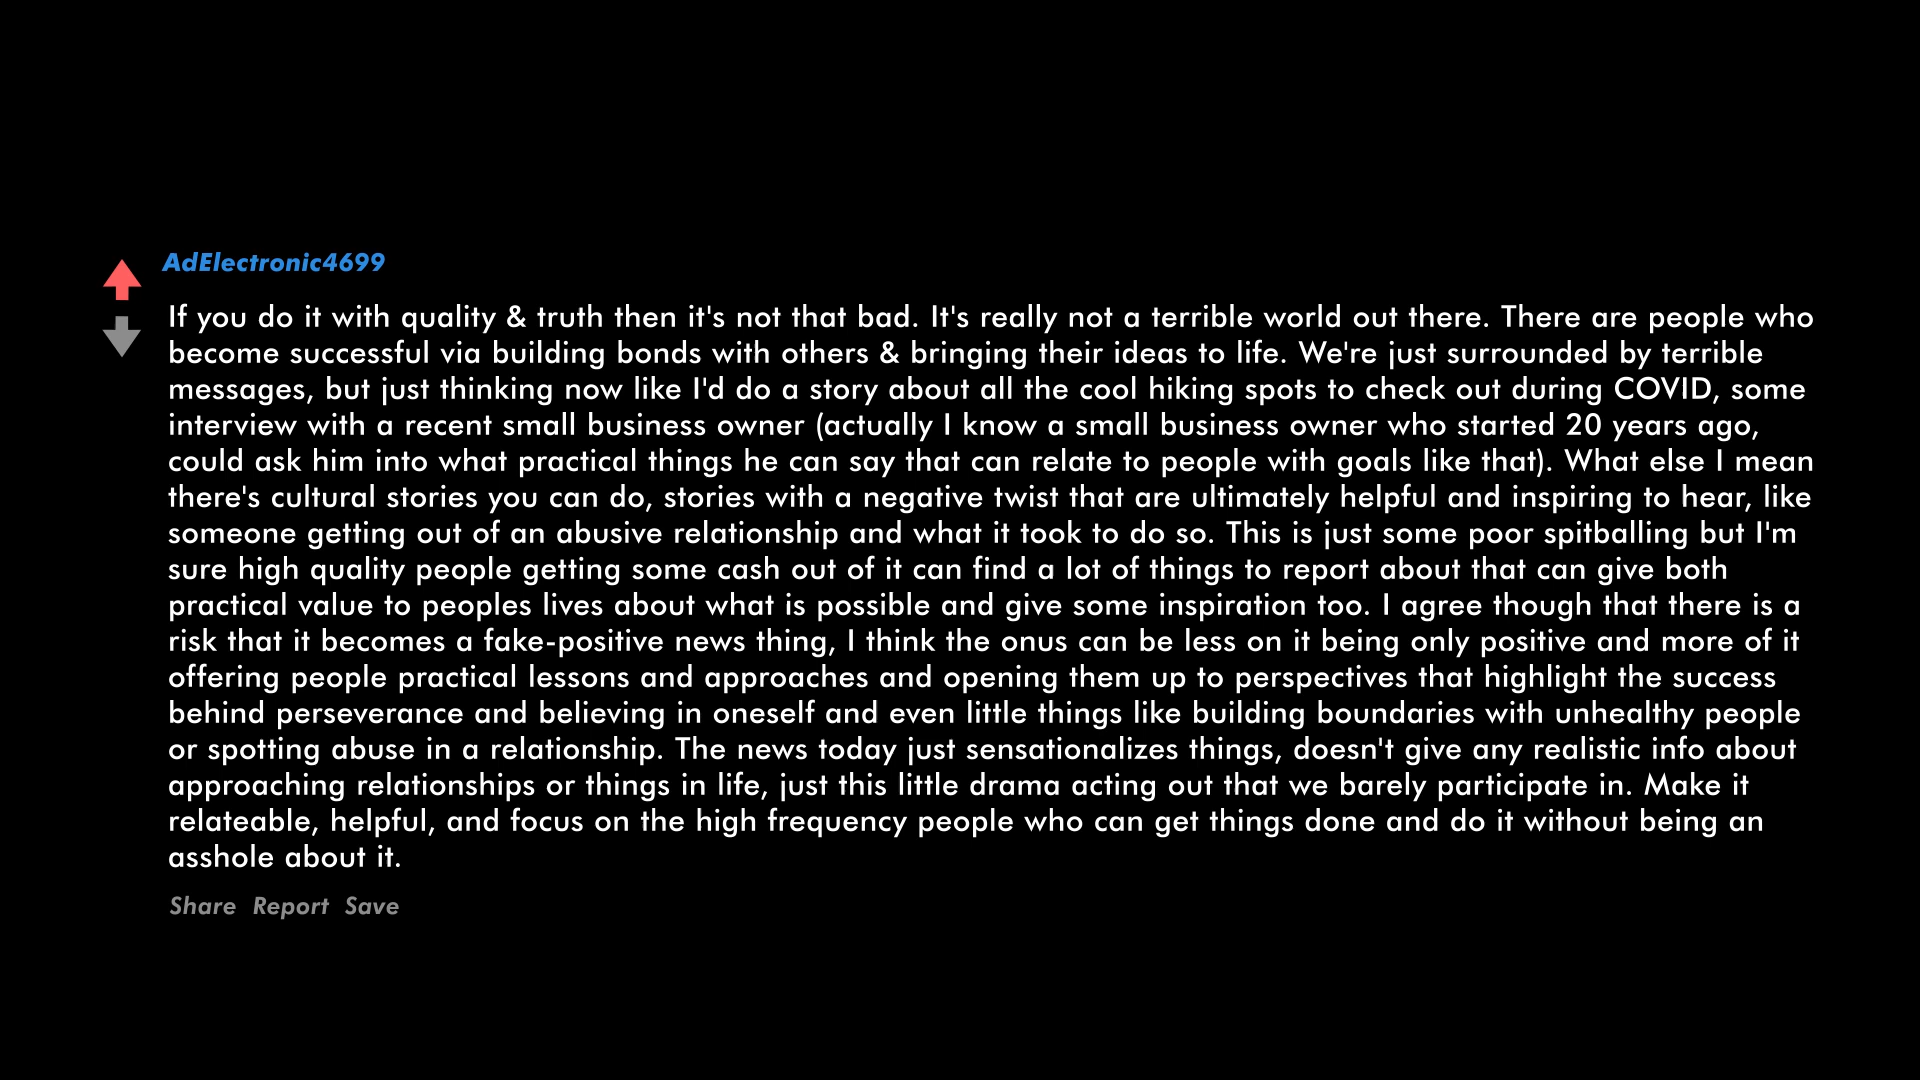 AdElectronic4699
If you do it with quality & truth then it's not that bad. It's really not a terrible world out there. There are people who
become successful via building bonds with others & bringing their ideas to life. We're just surrounded by terrible
messages, but just thinking now like I'd do a story about all the cool hiking spots to check out during COVID, some
interview with a recent small business owner (actually I know a small business owner who started 20 years ago,
could ask him into what practical things he can say that can relate to people with goals like that). What else I mean
there's cultural stories you can do, stories with a negative twist that are ultimately helpful and inspiring to hear, like
someone getting out of an abusive relationship and what it took to do so. This is just some poor spitballing but I'm
sure high quality people getting some cash out of it can find a lot of things to report about that can give both
practical value to peoples lives about what is possible and give some inspiration too. I agree though that there is a
risk that it becomes a fake-positive news thing, I think the onus can be less on it being only positive and more of it
offering people practical lessons and approaches and opening them up to perspectives that highlight the success
behind perseverance and believing in oneself and even little things like building boundaries with unhealthy people
or spotting abuse in a relationship. The news today just sensationalizes things, doesn't give any realistic info about
approaching relationships or things in life, just this little drama acting out that we barely participate in. Make it
relateable, helpful, and focus on the high frequency people who can get things done and do it without being an
asshole about it.
Share Report Save